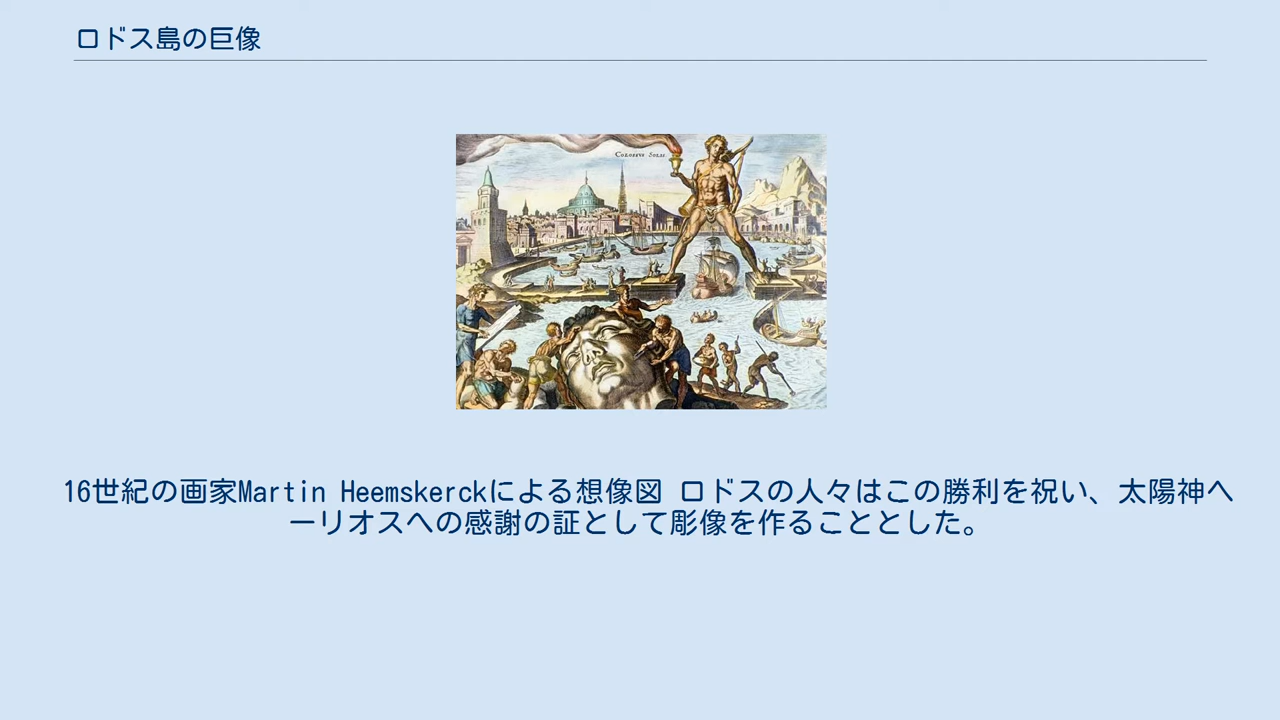 ロドス島の巨像
COLOSSVS SOLIS
16世紀の画家Martin Heemskerckによる想像図 ロドスの人々はこの勝利を祝い、太陽神ヘ
ーリオスへの感謝の証として彫像を作ることとした。